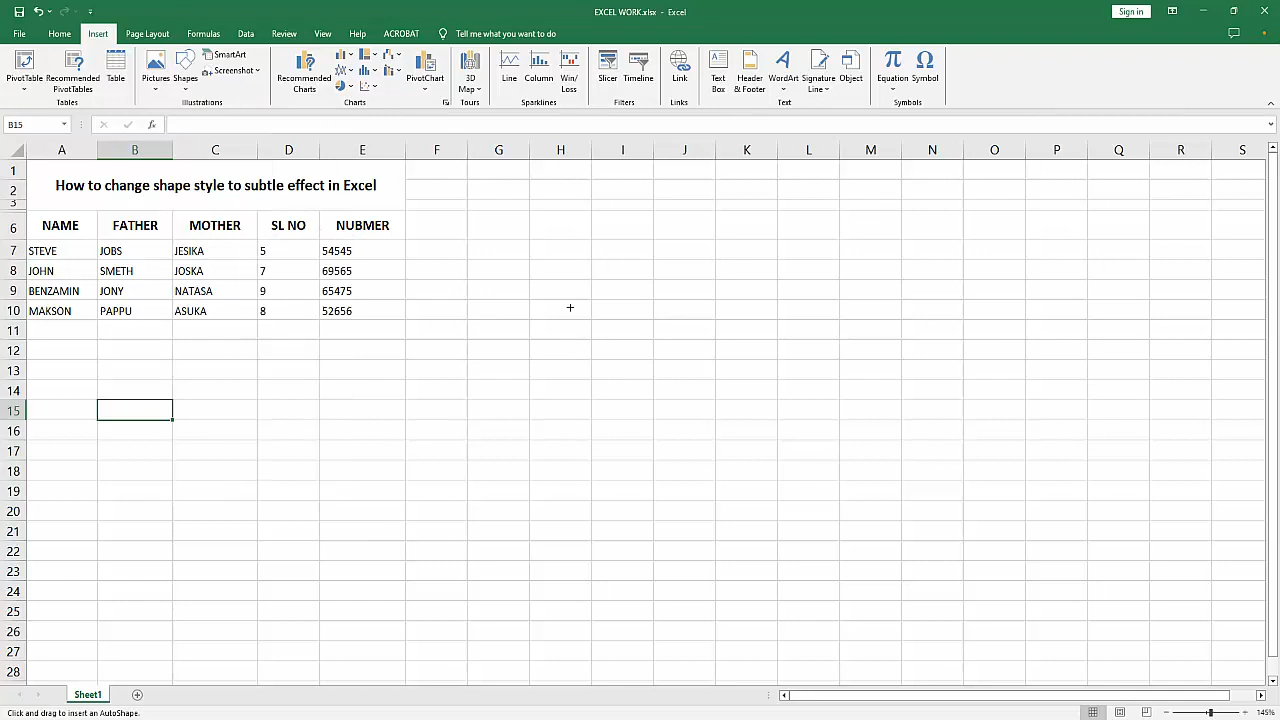 EXCEL WORK.xlsx - Excel
Sign in
File Home Insert Page Layout Formulas Data Review View Help ACROBAT Tell me what you want to do
PivotTable
Recommended PivotTables
Table
Tables
Pictures
Shapes
SmartArt
Screenshot
Illustrations
Recommended Charts
PivotChart
Charts
3D Map
Tours
Line
Column
Win/ Loss
Sparklines
Slicer
Timeline
Filters
Link
Links
Text Box
Header & Footer
WordArt
Signature Line
Object
Text
Equation
Symbol
Symbols
B15
fx
A B C D E F G H I J K L M N O P Q R S
1
How to change shape style to subtle effect in Excel
2
3
6 NAME FATHER MOTHER SL NO NUBMER
7 STEVE JOBS JESIKA 5 54545
8 JOHN SMETH JOSKA 7 69565
9 BENZAMIN JONY NATASA 9 65475
10 MAKSON PAPPU ASUKA 8 52656
11
12
13
14
15
16
17
18
19
20
21
22
23
24
25
26
27
28
Sheet1
Click and drag to insert an AutoShape.
145%